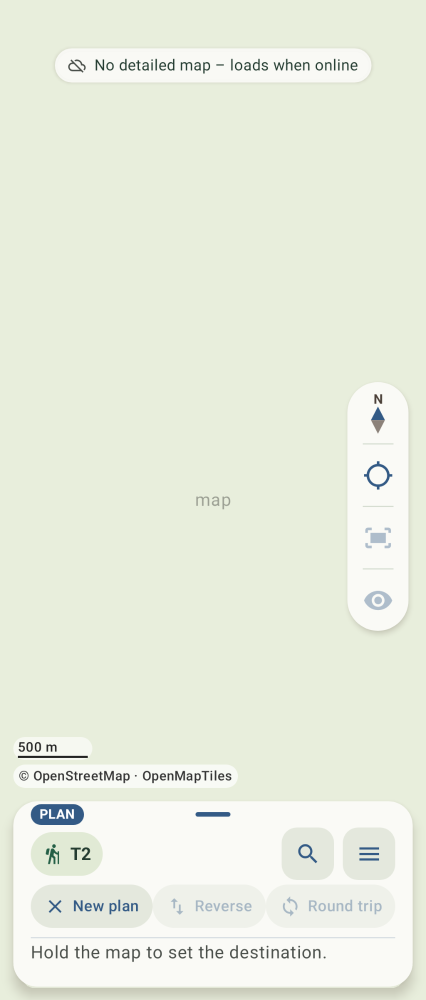 No detailed map – loads when online
N
map
500 m
© OpenStreetMap · OpenMapTiles
PLAN
T2
New plan
Reverse
Round trip
Hold the map to set the destination.